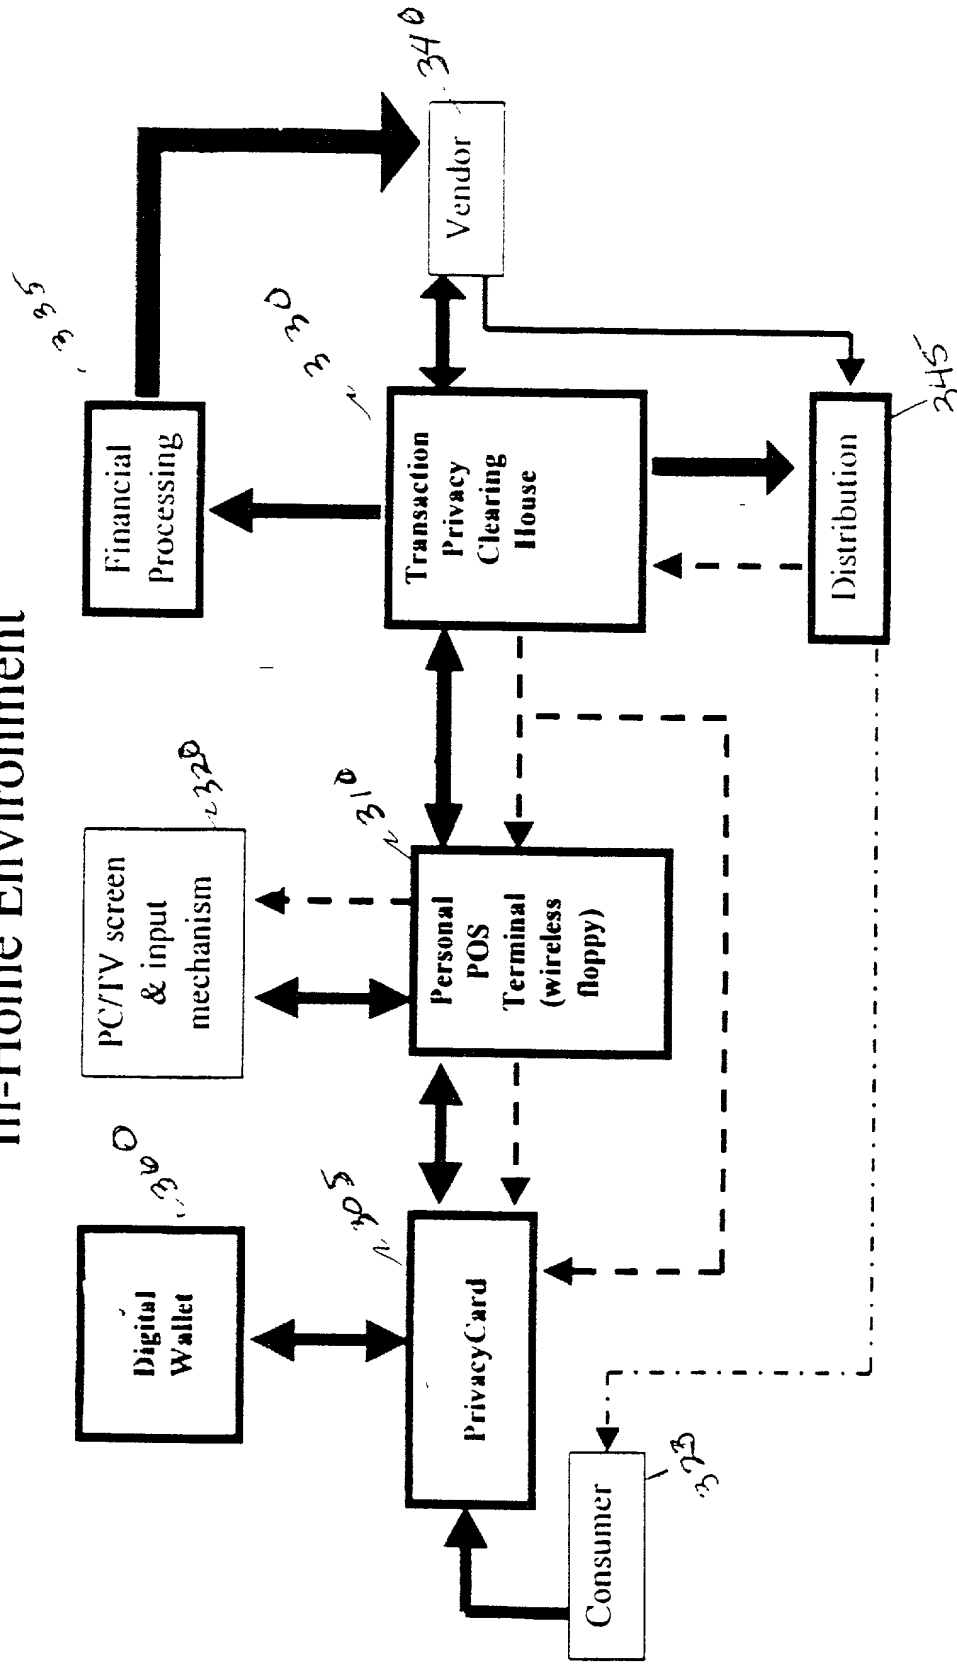 In-Home Environment
Digital
Wallet
300
PC/TV screen
& input
mechanism
320
Financial
Processing
335
PrivacyCard
305
Personal
POS
Terminal
(wireless
floppy)
310
Transaction
Privacy
Clearing
House
330
Vendor
340
Consumer
323
Distribution
345